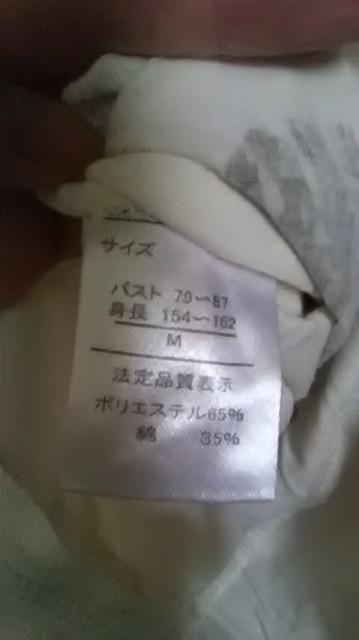 サイズ
バスト 79〜87
身長 154〜162
M
法定品質表示
ポリエステル65%
綿 35%